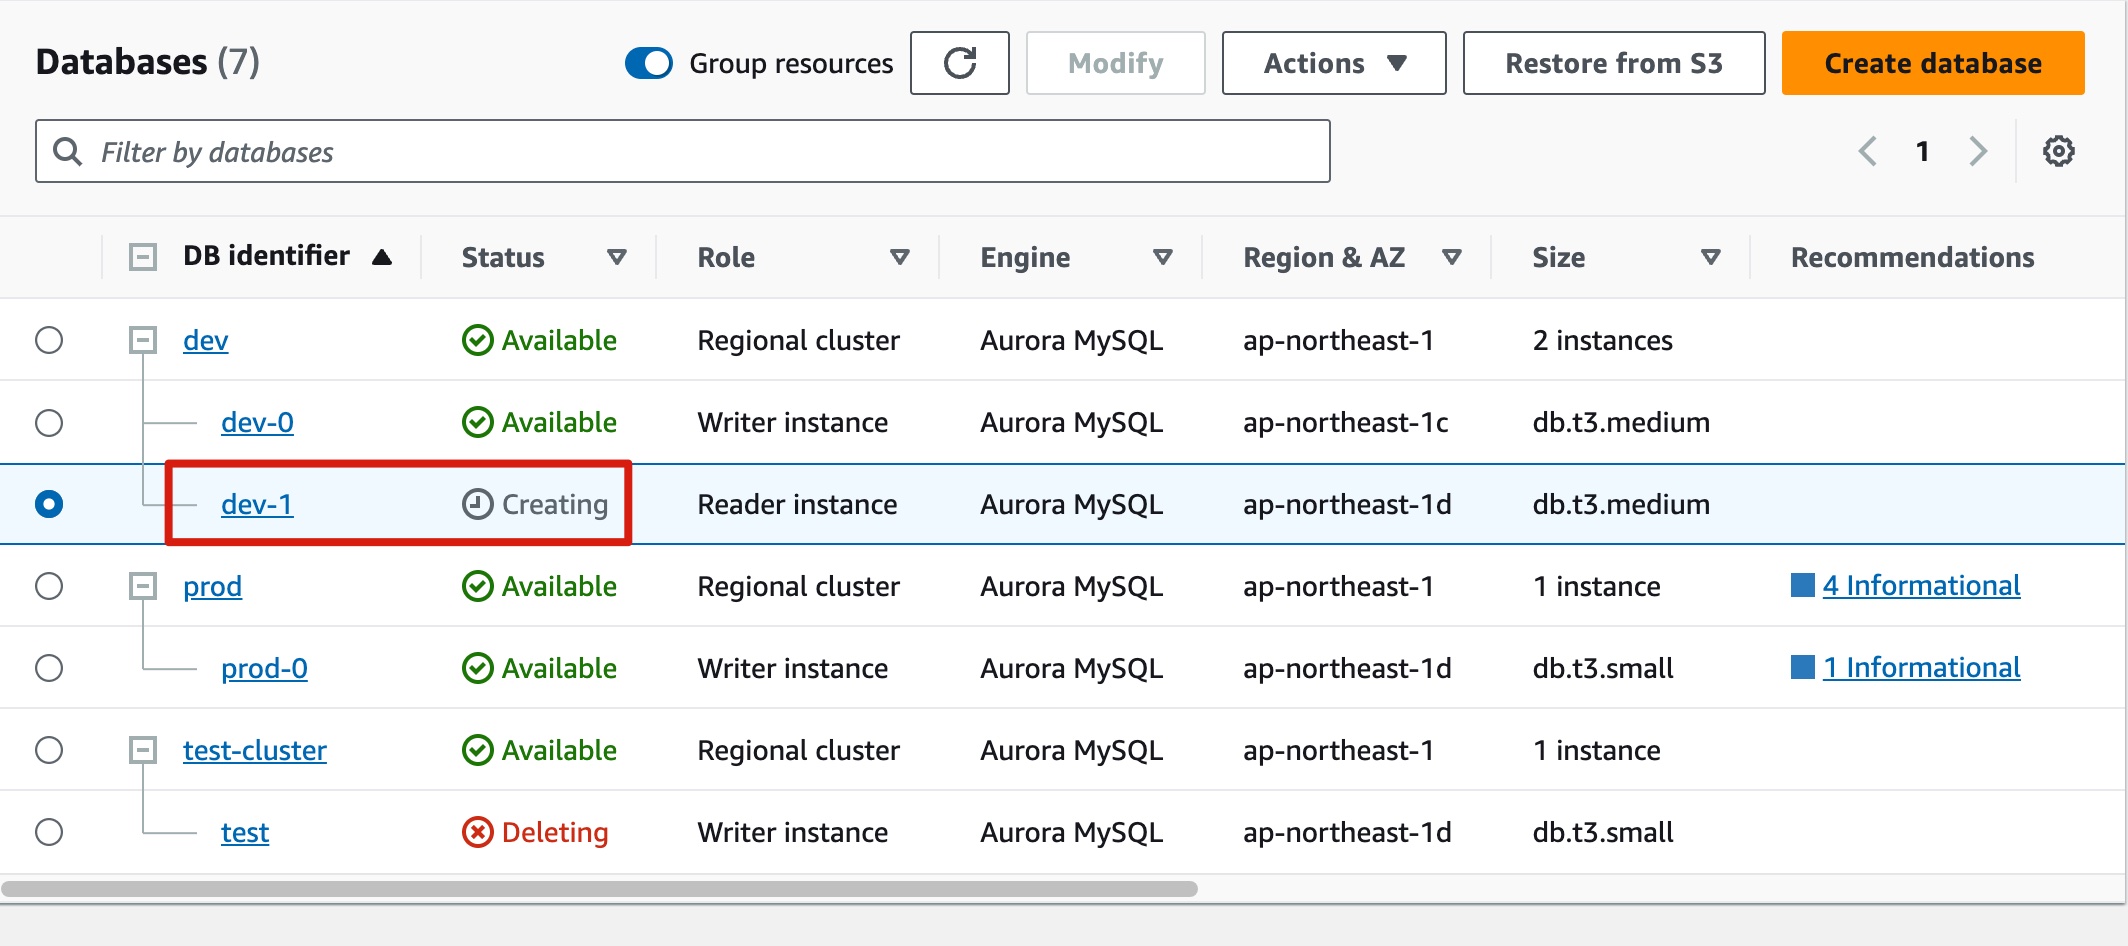 Databases (7) Group resources Modify Actions Restore from S3 Create database
Filter by databases 1
DB identifier Status Role Engine Region & AZ Size Recommendations
dev Available Regional cluster Aurora MySQL ap-northeast-1 2 instances
dev-0 Available Writer instance Aurora MySQL ap-northeast-1c db.t3.medium
dev-1 Creating Reader instance Aurora MySQL ap-northeast-1d db.t3.medium
prod Available Regional cluster Aurora MySQL ap-northeast-1 1 instance 4 Informational
prod-0 Available Writer instance Aurora MySQL ap-northeast-1d db.t3.small 1 Informational
test-cluster Available Regional cluster Aurora MySQL ap-northeast-1 1 instance
test Deleting Writer instance Aurora MySQL ap-northeast-1d db.t3.small